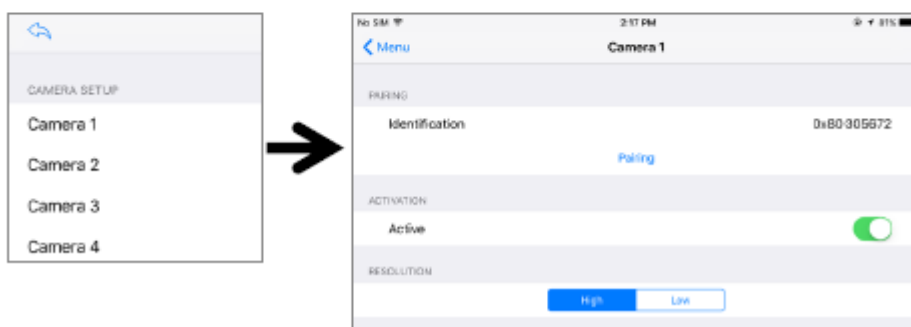 CAMERA SETUP
Camera 1
Camera 2
Camera 3
Camera 4
No SIM 2:17 PM 81%
Menu Camera 1
PAIRING
Identification 0x80305672
Pairing
ACTIVATION
Active
RESOLUTION
High Low